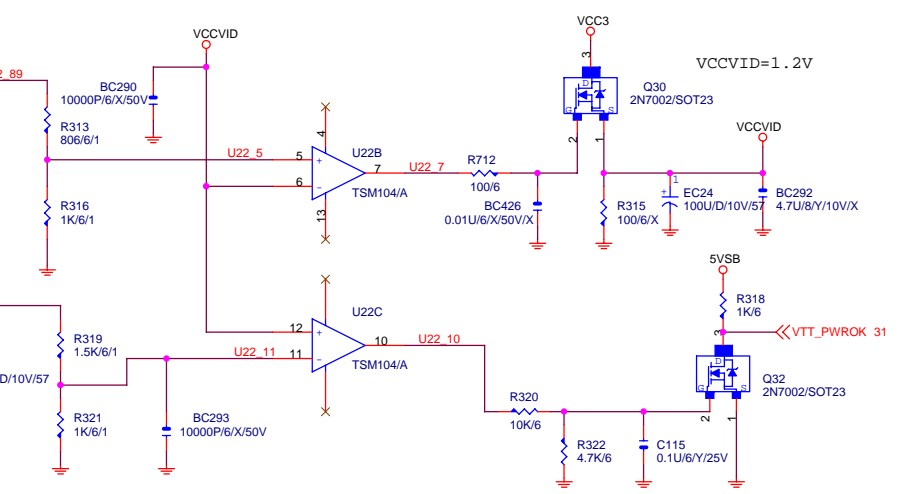 VCCVID
VCC3
VCCVID=1.2V
2_89
BC290
10000P/6/X/50V
3
D
G
S
Q30
2N7002/SOT23
2
1
VCCVID
R313
806/6/1
4
U22_5
5
+
6
−
U22B
7
U22_7
TSM104/A
13
R712
100/6
R316
1K/6/1
BC426
0.01U/6/X/50V/X
R315
100/6/X
+
1
EC24
100U/D/10V/57
BC292
4.7U/8/Y/10V/X
5VSB
R318
1K/6
3
VTT_PWROK 31
U22C
12
+
10
U22_10
U22_11
11
−
TSM104/A
R319
1.5K/6/1
D/10V/57
D
G
S
Q32
2N7002/SOT23
2
1
R321
1K/6/1
BC293
10000P/6/X/50V
R320
10K/6
R322
4.7K/6
C115
0.1U/6/Y/25V